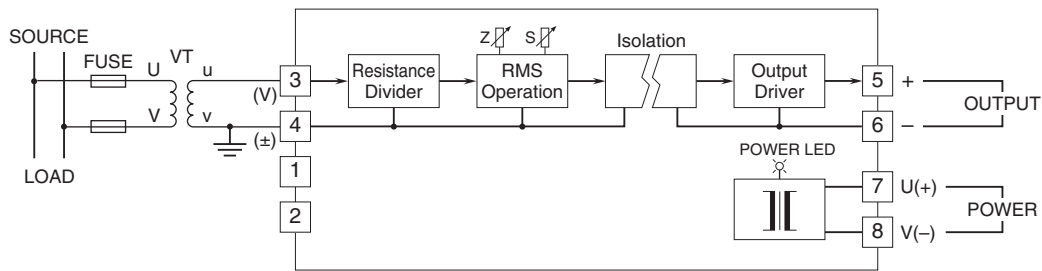 SOURCE
FUSE
VT
U
u
V
v
LOAD
3
(V)
4
(±)
1
2
Resistance
Divider
Z
S
RMS
Operation
Isolation
Output
Driver
5
+
OUTPUT
6
–
POWER LED
7
U(+)
POWER
8
V(–)